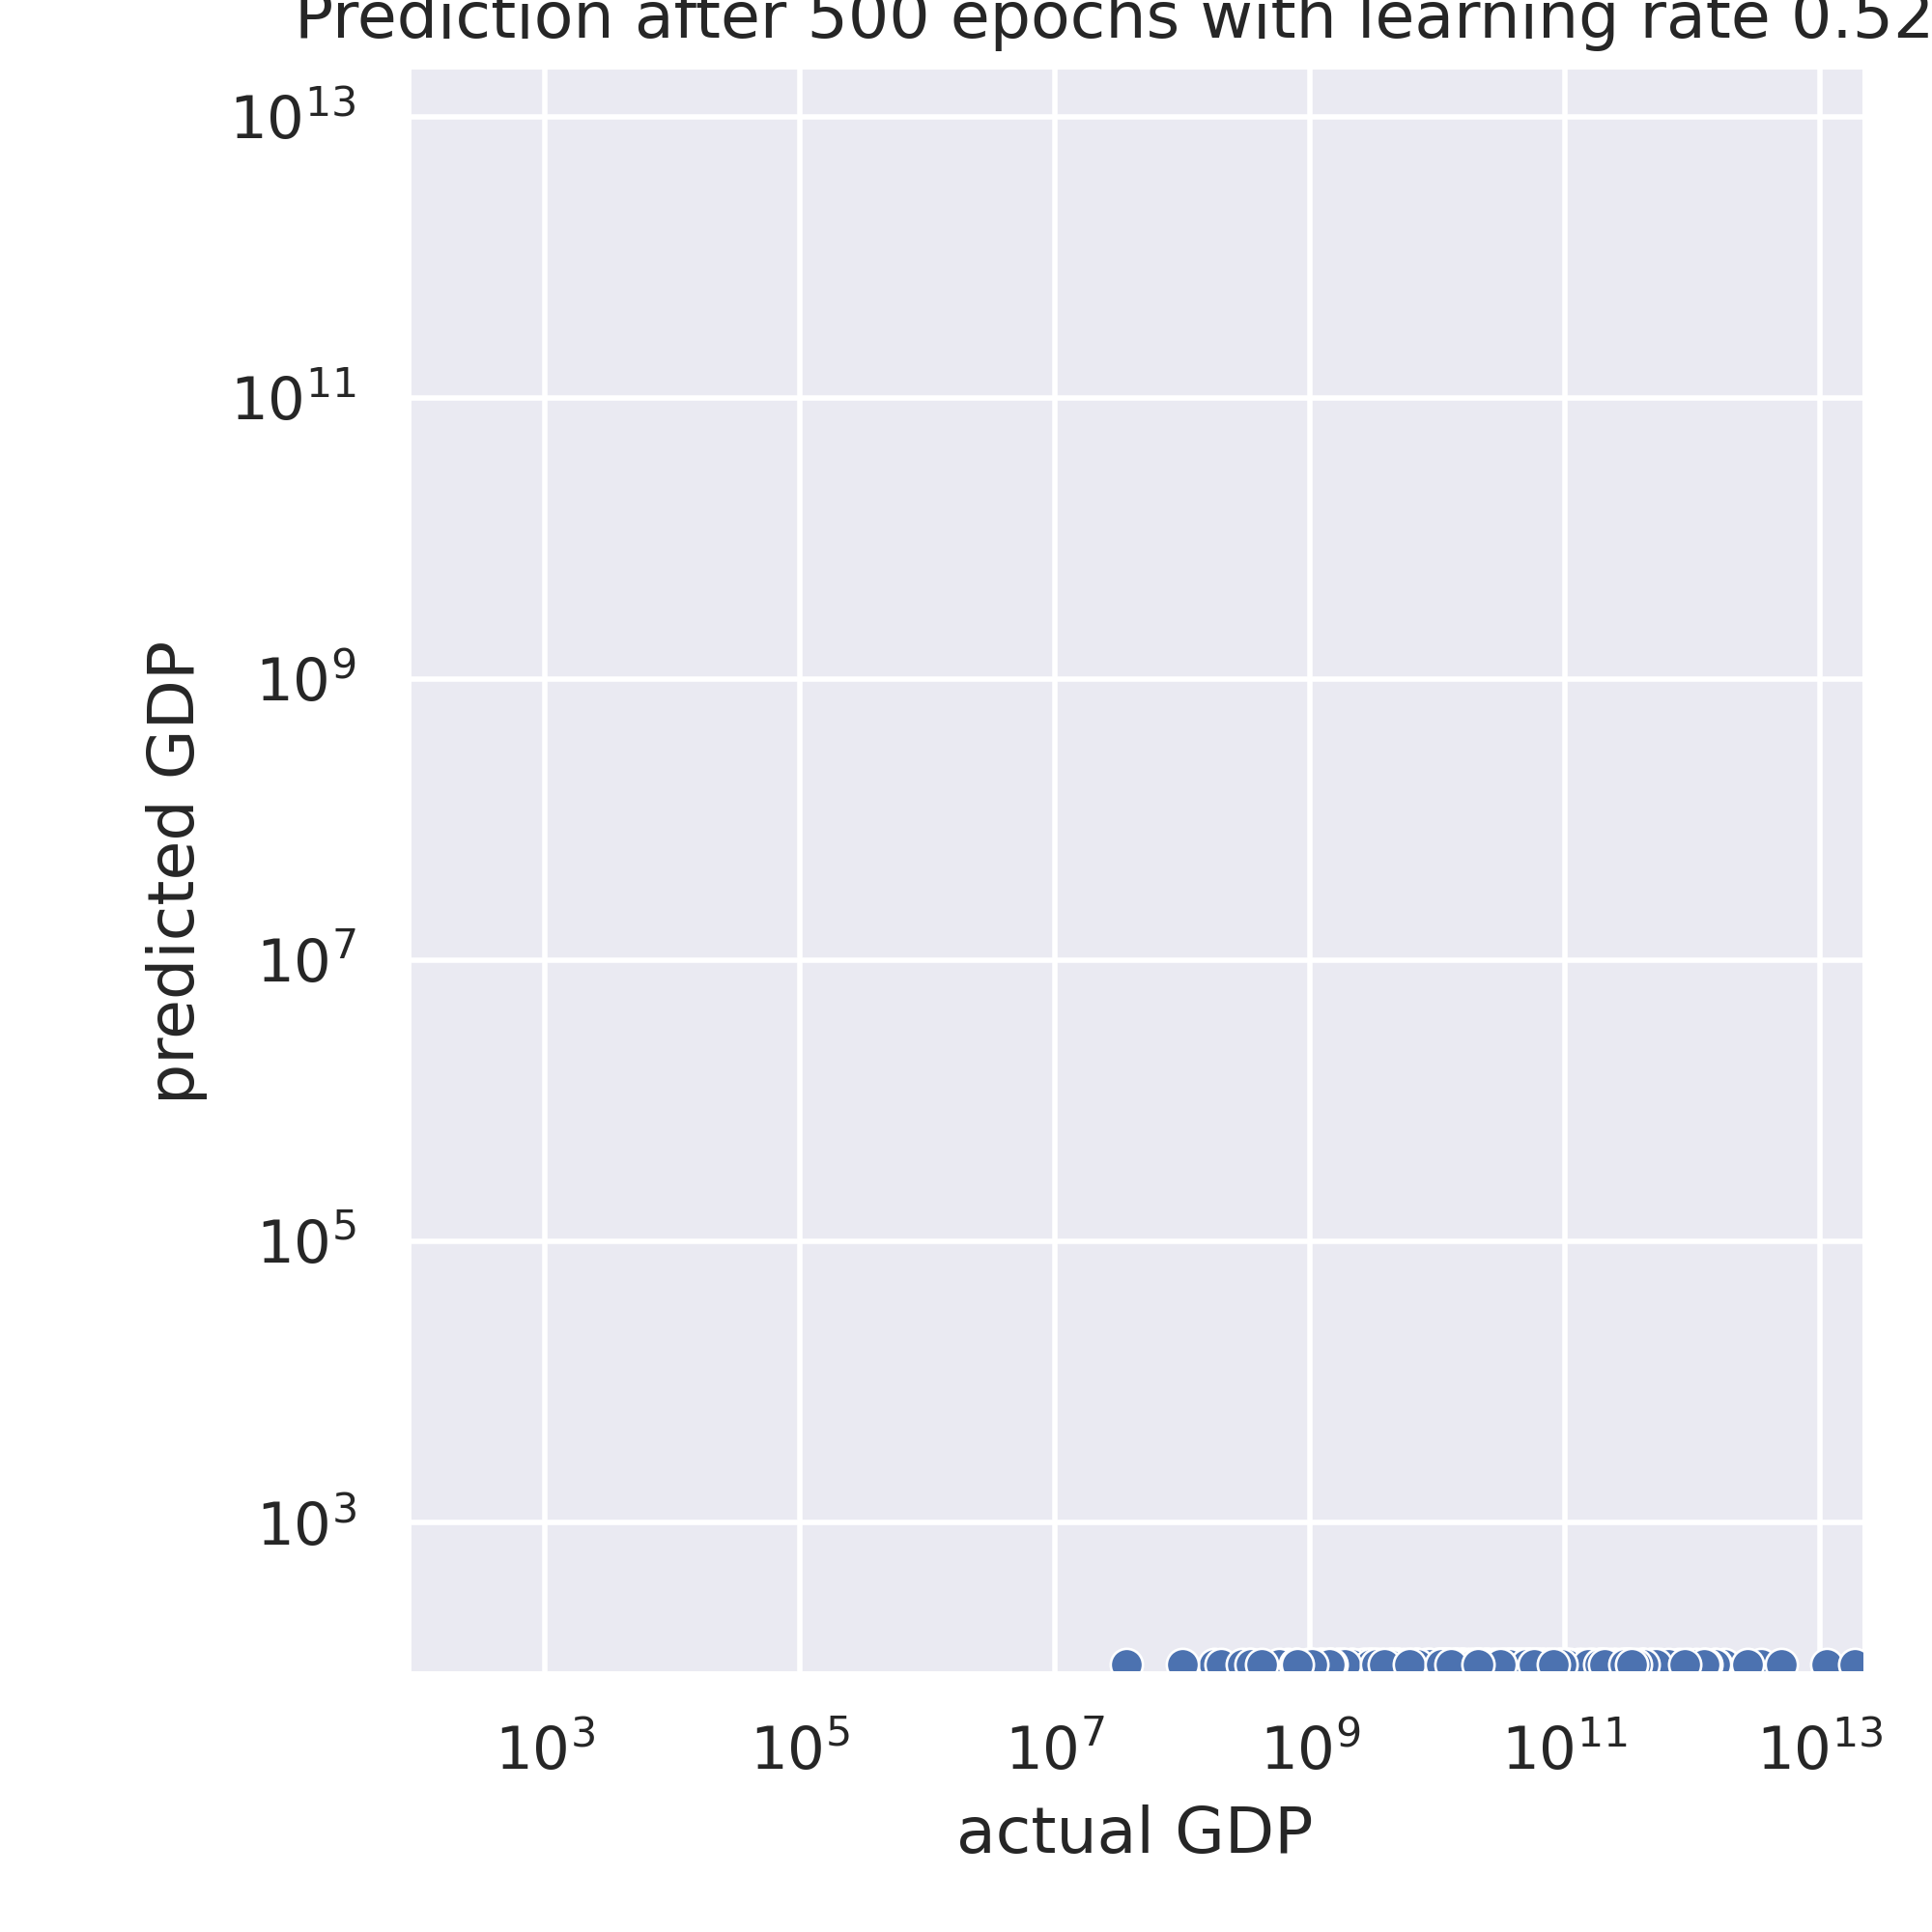 Prediction after 500 epochs with learning rate 0.52
10^13
10^11
10^9
10^7
10^5
10^3
predicted GDP
10^3 10^5 10^7 10^9 10^11 10^13
actual GDP